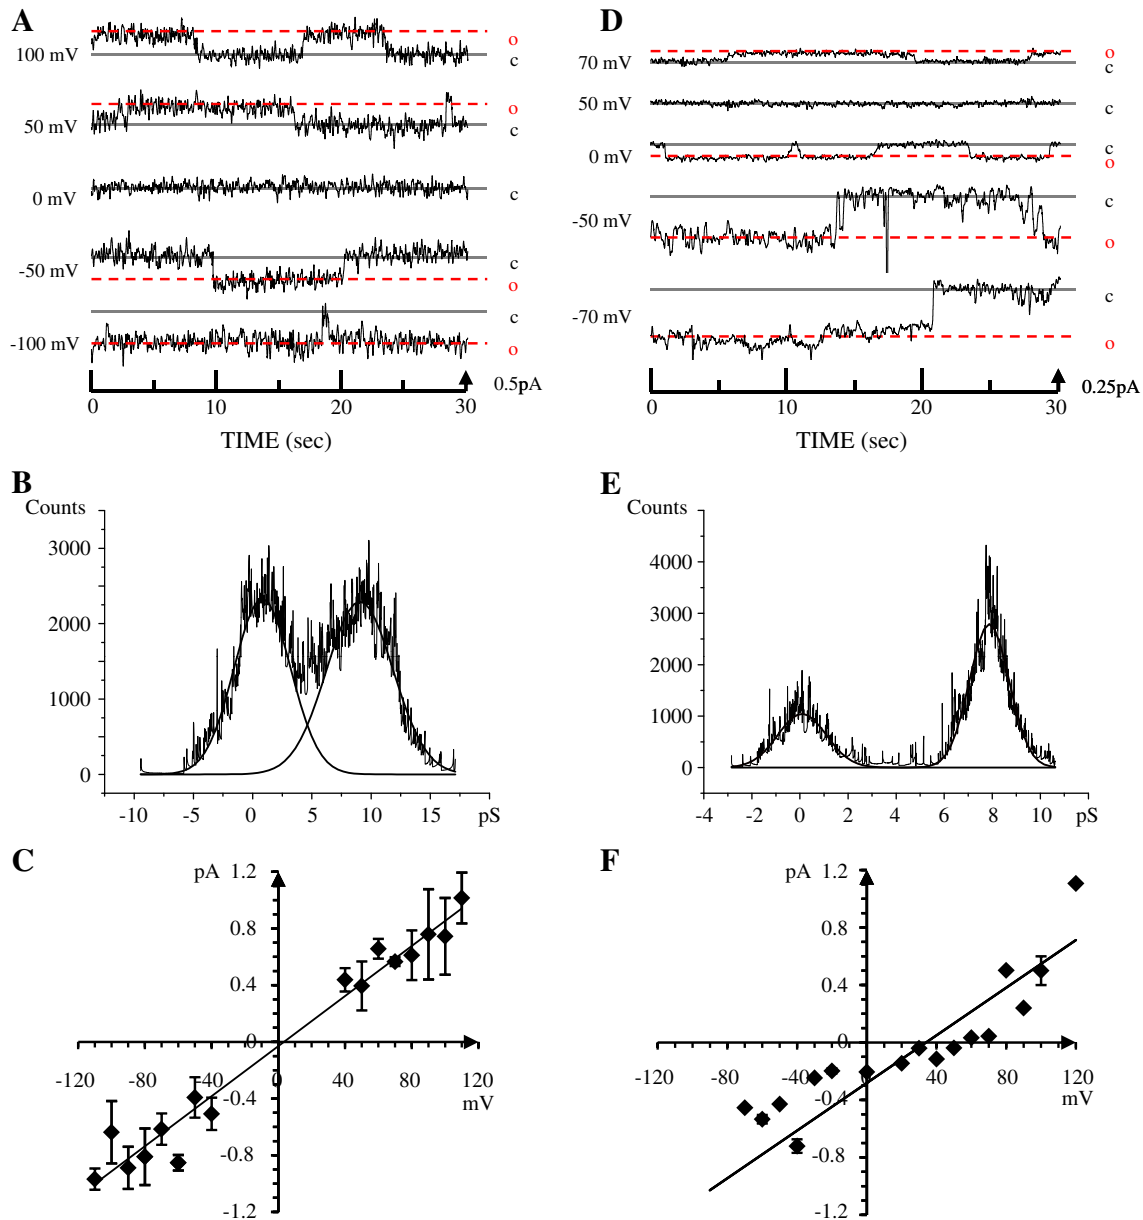 A
100 mV
o
c
50 mV
o
c
0 mV
c
-50 mV
c
o
-100 mV
c
o
0.5pA
0 10 20 30
TIME (sec)
D
70 mV
o
c
50 mV
c
0 mV
c
o
-50 mV
c
o
-70 mV
c
o
0.25pA
0 10 20 30
TIME (sec)
B
Counts
3000
2000
1000
0
-10 -5 0 5 10 15 pS
E
Counts
4000
3000
2000
1000
0
-4 -2 0 2 4 6 8 10 pS
C
pA 1.2
0.8
0.4
0
-120 -80 -40 0 40 80 120
mV
-0.4
-0.8
-1.2
F
pA 1.2
0.8
0.4
0
-120 -80 -40 0 40 80 120
mV
-0.4
-0.8
-1.2